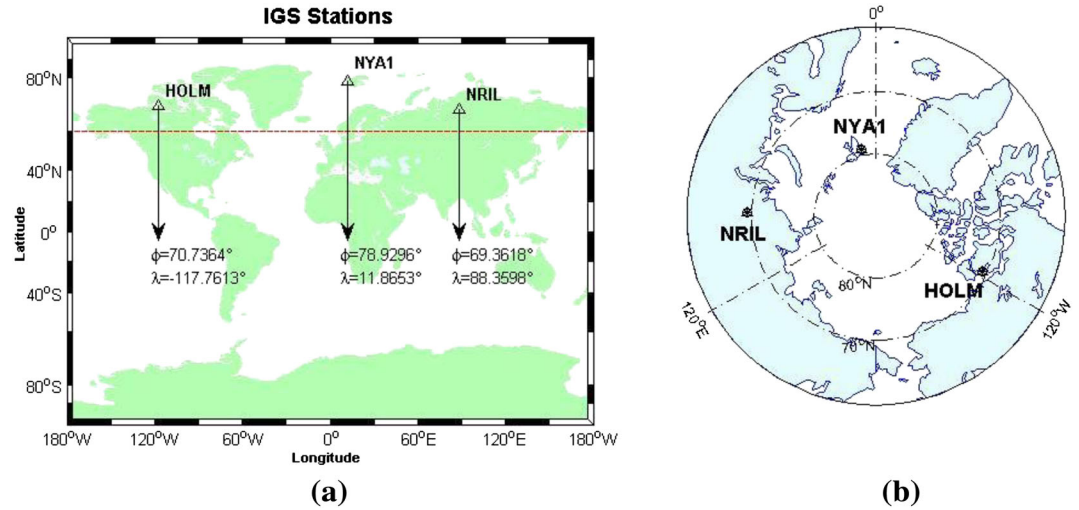 IGS Stations
80°N
40°N
0°
40°S
80°S
Latitude
HOLM
NYA1
NRIL
ϕ=70.7364°
λ=-117.7613°
ϕ=78.9296°
λ=11.8653°
ϕ=69.3618°
λ=88.3598°
180°W
120°W
60°W
0°
60°E
120°E
180°W
Longitude
(a)
0°
NYA1
NRIL
HOLM
80°N
70°N
120°E
120°W
(b)